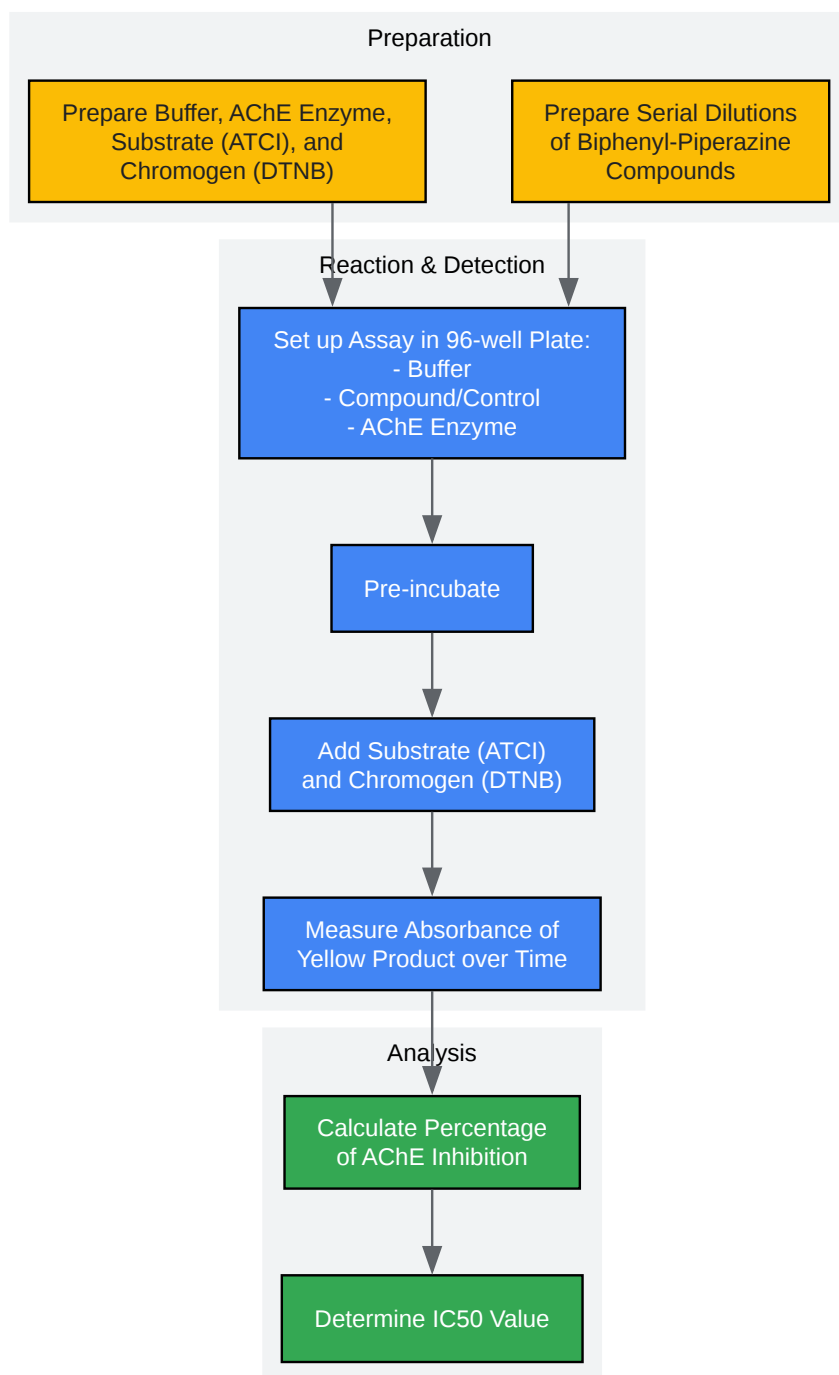 Preparation
Prepare Buffer, AChE Enzyme,
Substrate (ATCI), and
Chromogen (DTNB)
Prepare Serial Dilutions
of Biphenyl-Piperazine
Compounds
Reaction & Detection
Set up Assay in 96-well Plate:
- Buffer
- Compound/Control
- AChE Enzyme
Pre-incubate
Add Substrate (ATCI)
and Chromogen (DTNB)
Measure Absorbance of
Yellow Product over Time
Analysis
Calculate Percentage
of AChE Inhibition
Determine IC50 Value